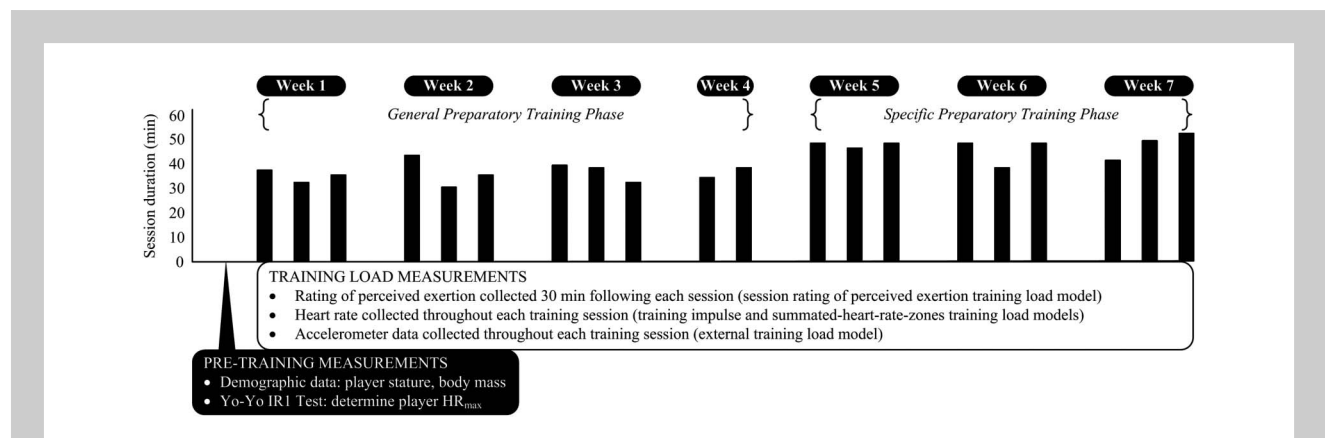 Week 1 Week 2 Week 3 Week 4 Week 5 Week 6 Week 7
General Preparatory Training Phase Specific Preparatory Training Phase
Session duration (min)
60
50
40
30
20
10
0
TRAINING LOAD MEASUREMENTS
• Rating of perceived exertion collected 30 min following each session (session rating of perceived exertion training load model)
• Heart rate collected throughout each training session (training impulse and summated-heart-rate-zones training load models)
• Accelerometer data collected throughout each training session (external training load model)
PRE-TRAINING MEASUREMENTS
• Demographic data: player stature, body mass
• Yo-Yo IR1 Test: determine player HRmax